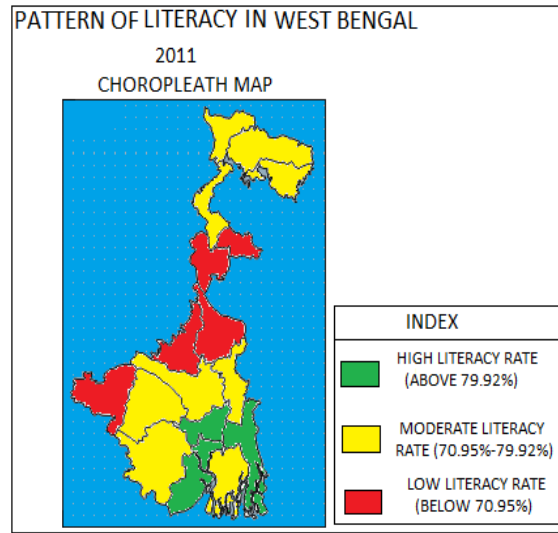 PATTERN OF LITERACY IN WEST BENGAL
2011
CHOROPLEATH MAP
INDEX
HIGH LITERACY RATE
(ABOVE 79.92%)
MODERATE LITERACY
RATE (70.95%-79.92%)
LOW LITERACY RATE
(BELOW 70.95%)